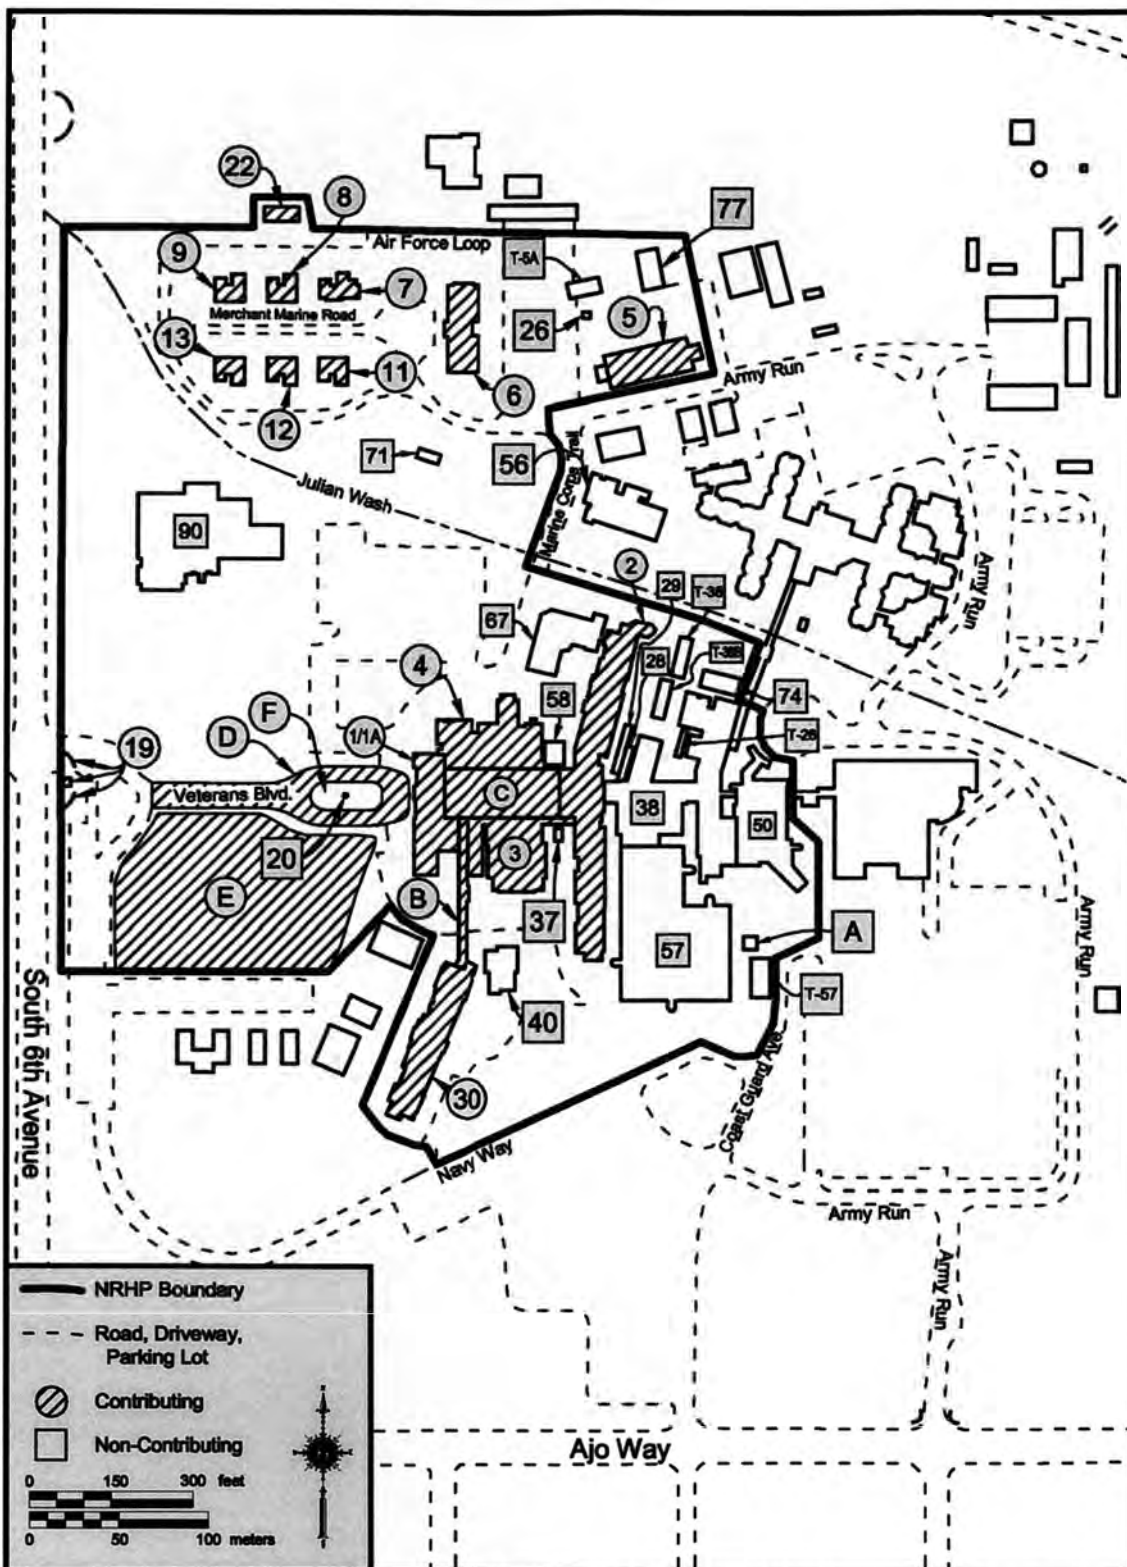 22
8
77
9
Air Force Loop
T-5A
7
Merchant Marine Road
26
5
13
11
6
Army Run
12
71
56
Marine Corps Trail
Julian Wash
90
2
29
T-38
Army Run
67
28
4
58
74
F
D
1/1A
T-28
19
Veterans Blvd.
C
38
50
20
3
E
B
37
57
A
Army Run
T-57
South 6th Avenue
40
30
Coast Guard Ave.
Navy Way
Army Run
Army Run
NRHP Boundary
Road, Driveway,
Parking Lot
Contributing
Non-Contributing
0 150 300 feet
0 50 100 meters
Ajo Way